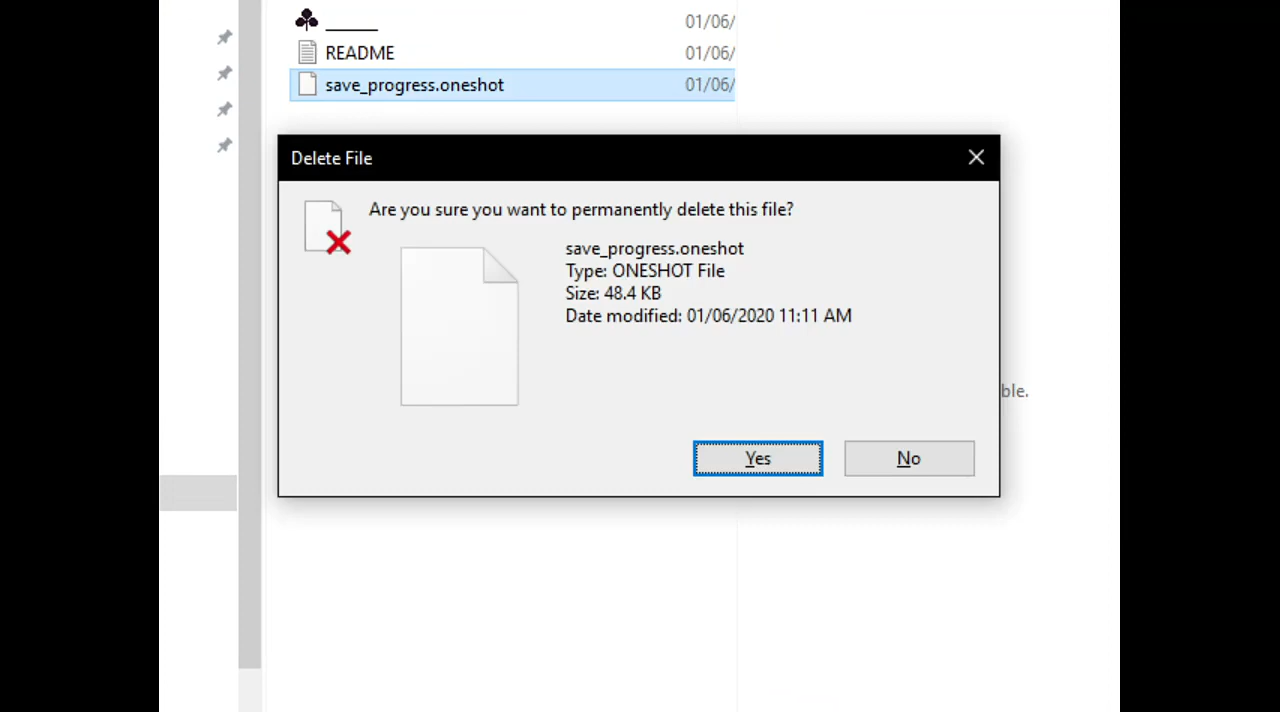 ______ 01/06/
README 01/06/
save_progress.oneshot 01/06/
Delete File
Are you sure you want to permanently delete this file?
save_progress.oneshot
Type: ONESHOT File
Size: 48.4 KB
Date modified: 01/06/2020 11:11 AM
ble.
Yes No